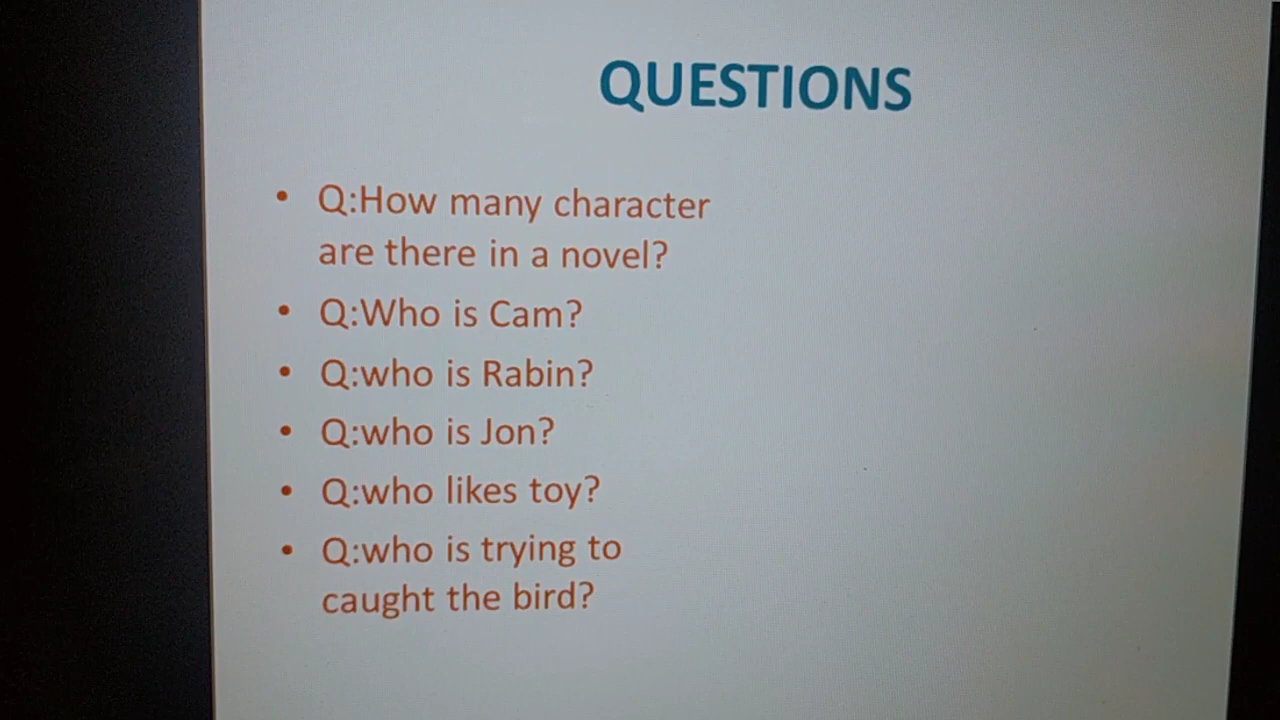 QUESTIONS
• Q:How many character
are there in a novel?
• Q:Who is Cam?
• Q:who is Rabin?
• Q:who is Jon?
• Q:who likes toy?
• Q:who is trying to
caught the bird?